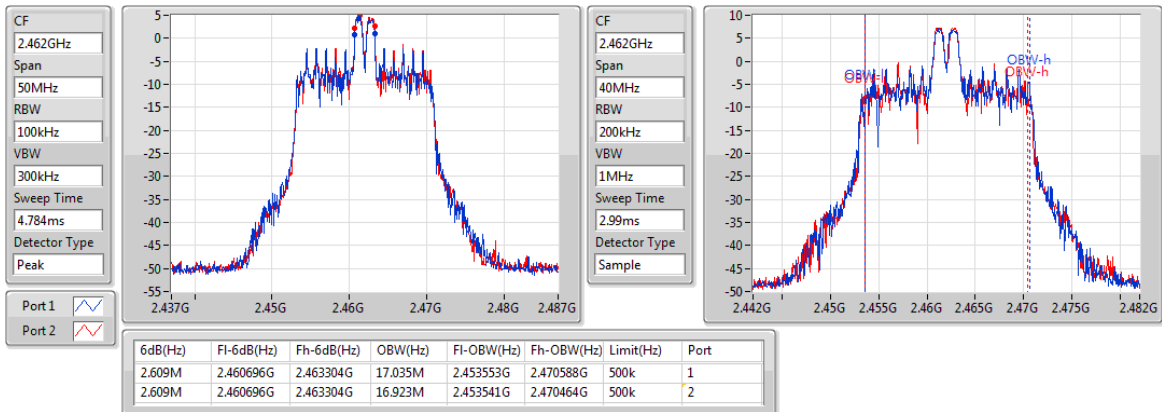 CF
2.462GHz
Span
50MHz
RBW
100kHz
VBW
300kHz
Sweep Time
4.784ms
Detector Type
Peak
Port 1
Port 2
5
0
-5
-10
-15
-20
-25
-30
-35
-40
-45
-50
-55
2.437G 2.45G 2.46G 2.47G 2.48G 2.487G
CF
2.462GHz
Span
40MHz
RBW
200kHz
VBW
1MHz
Sweep Time
2.99ms
Detector Type
Sample
10
5
0
-5
-10
-15
-20
-25
-30
-35
-40
-45
-50
OBW-h
OBW-h
2.442G 2.45G 2.455G 2.46G 2.465G 2.47G 2.475G 2.482G
6dB(Hz) Fl-6dB(Hz) Fh-6dB(Hz) OBW(Hz) Fl-OBW(Hz) Fh-OBW(Hz) Limit(Hz) Port
2.609M 2.460696G 2.463304G 17.035M 2.453553G 2.470588G 500k 1
2.609M 2.460696G 2.463304G 16.923M 2.453541G 2.470464G 500k 2